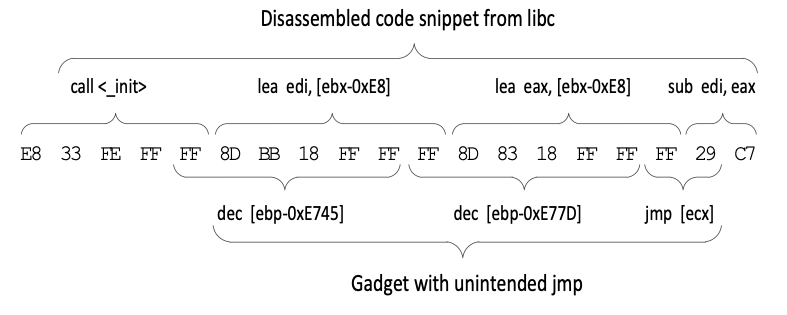 Disassembled code snippet from libc
call <_init> lea edi, [ebx-0xE8] lea eax, [ebx-0xE8] sub edi, eax
E8 33 FE FF FF 8D BB 18 FF FF FF 8D 83 18 FF FF FF 29 C7
dec [ebp-0xE745] dec [ebp-0xE77D] jmp [ecx]
Gadget with unintended jmp